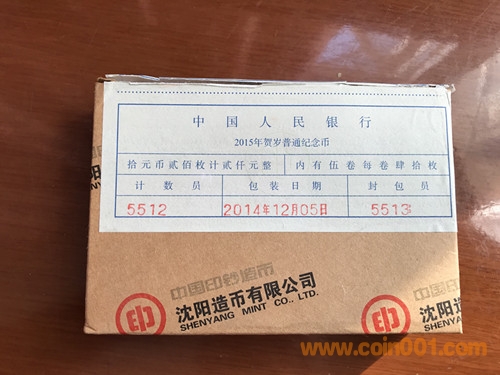 中国人民银行
2015年贺岁普通纪念币
拾元币贰佰枚计贰仟元整 内有伍卷每卷肆拾枚
计数员 包装日期 封包员
5512 2014年12月05日 5513
中国印钞造币
沈阳造币有限公司
SHENYANG MINT CO., LTD.
沈阳造
SHENYANG M
www.coin001.com